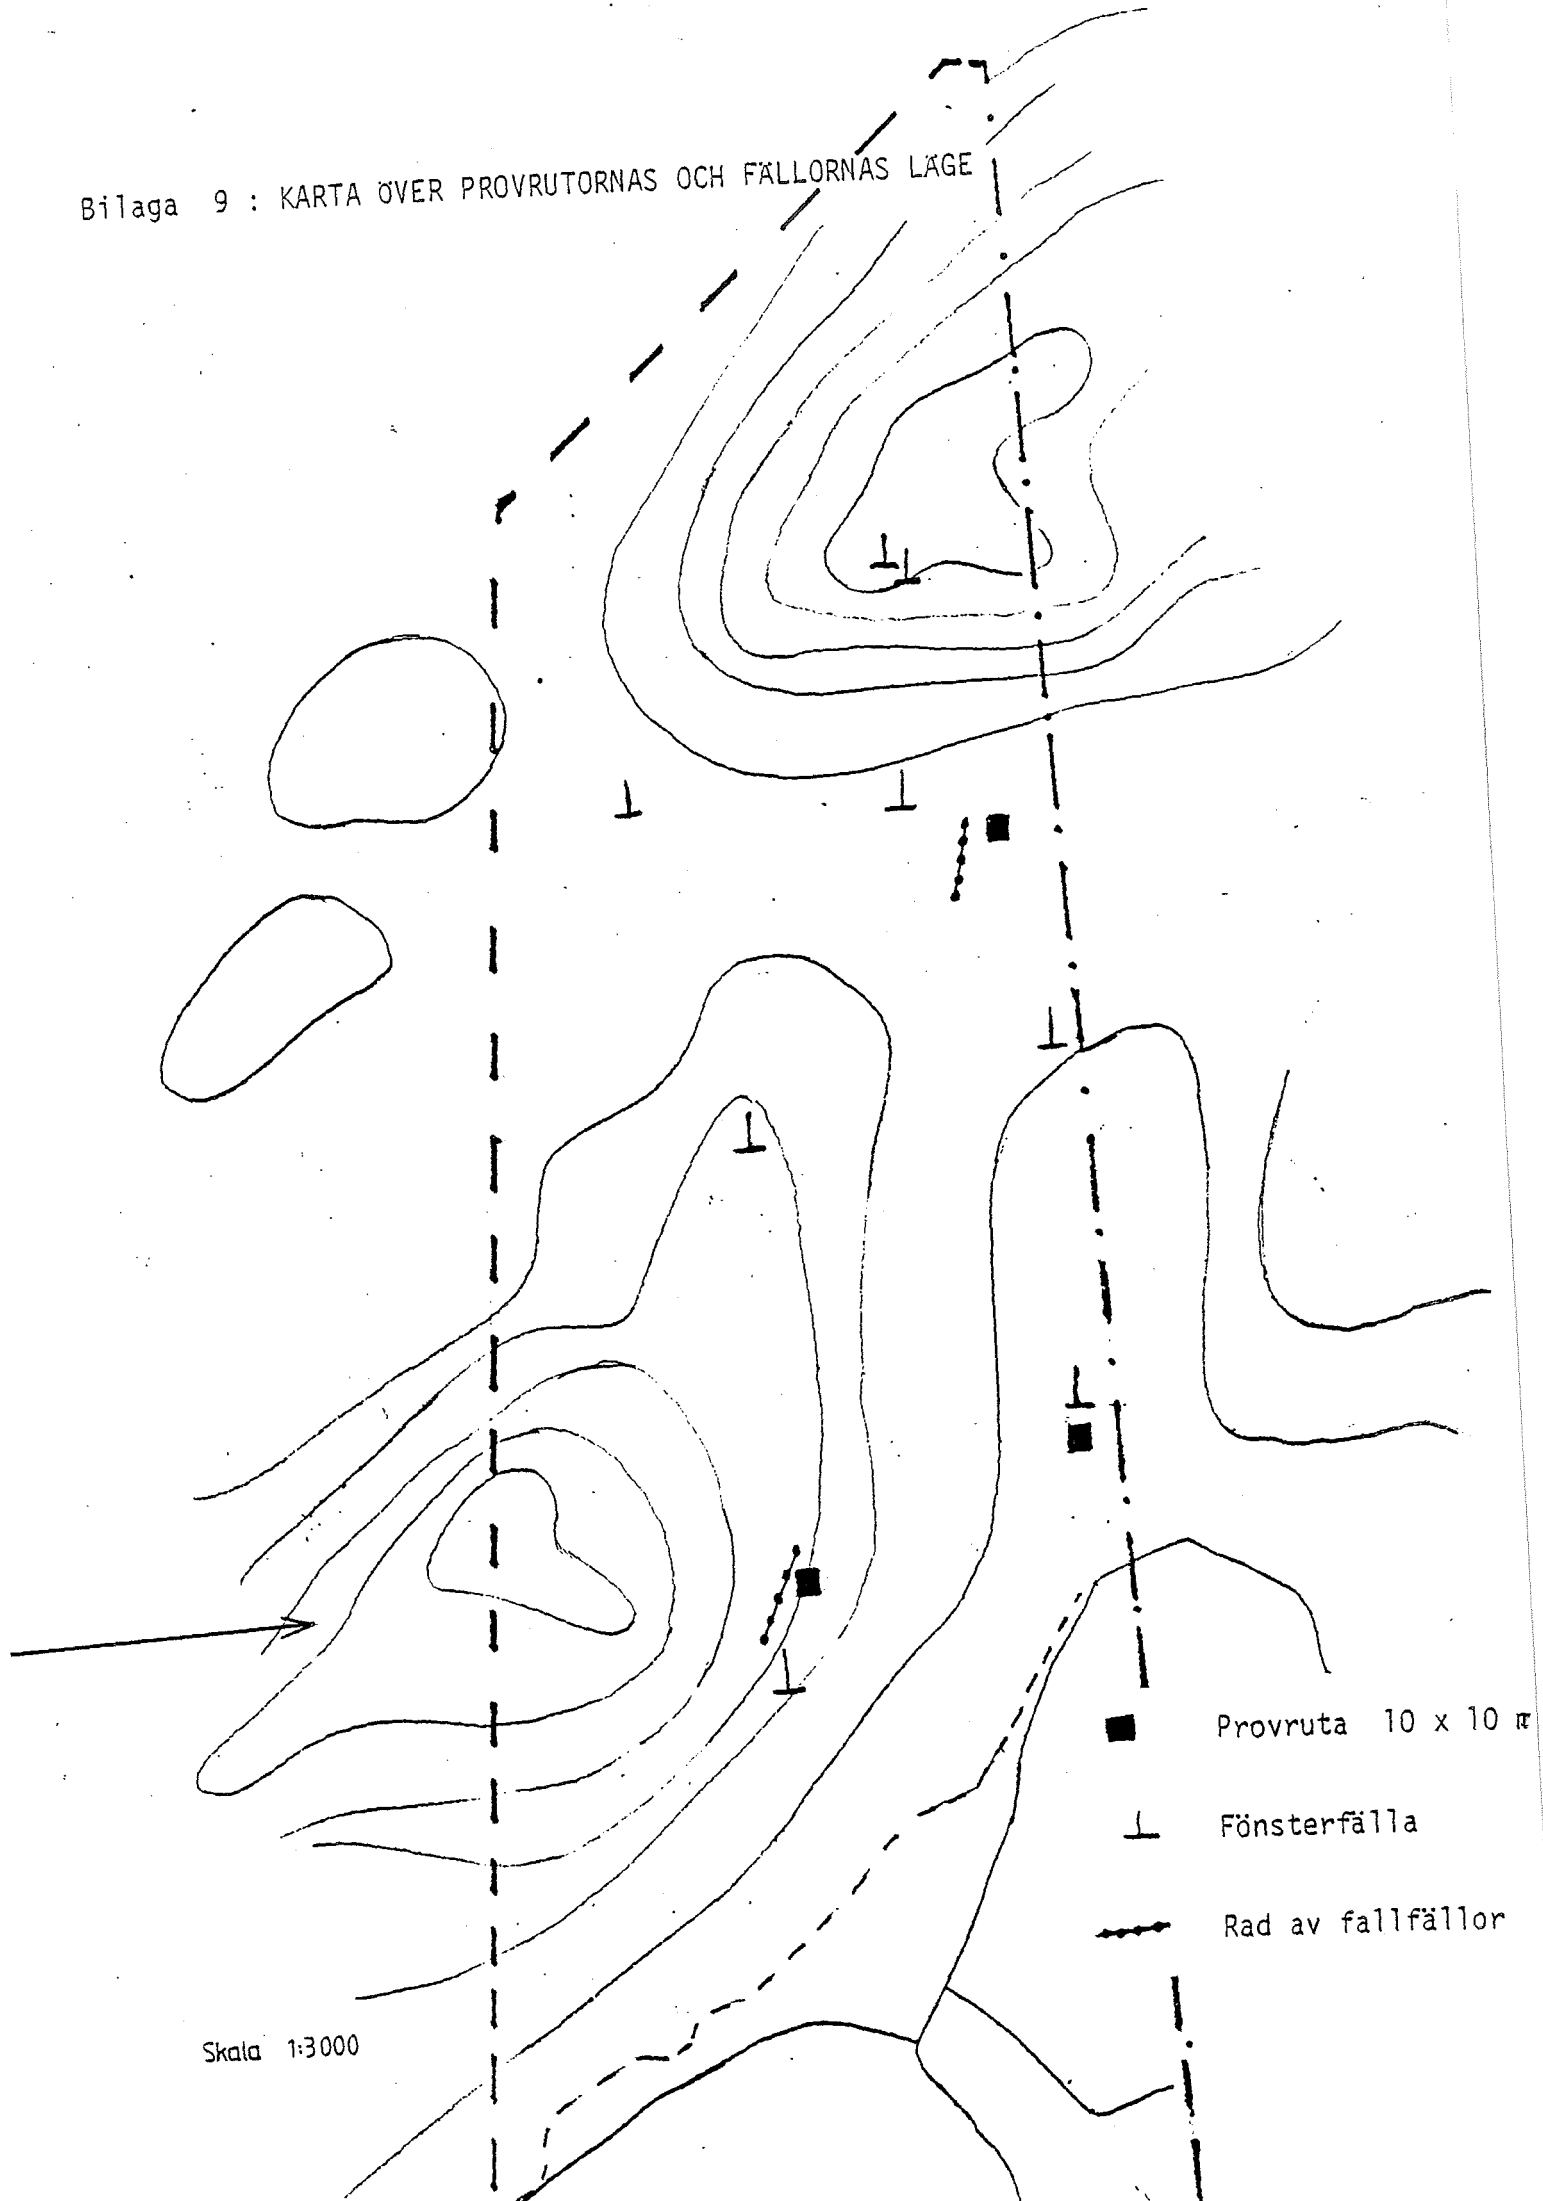 Bilaga 9 : KARTA ÖVER PROVRUTORNAS OCH FÄLLORNAS LÄGE
Provruta 10 x 10 m
Fönsterfälla
Rad av fallfällor
Skala 1:3000